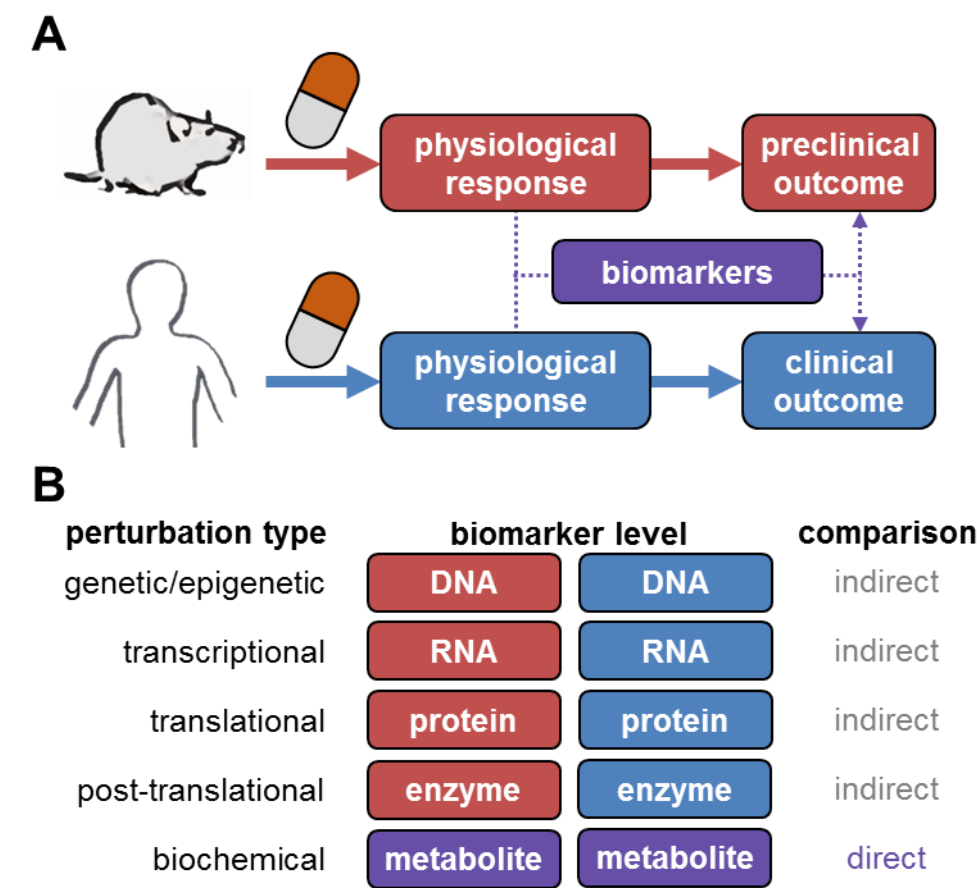 A
physiological
response
preclinical
outcome
biomarkers
physiological
response
clinical
outcome
B
perturbation type biomarker level comparison
genetic/epigenetic DNA DNA indirect
transcriptional RNA RNA indirect
translational protein protein indirect
post-translational enzyme enzyme indirect
biochemical metabolite metabolite direct